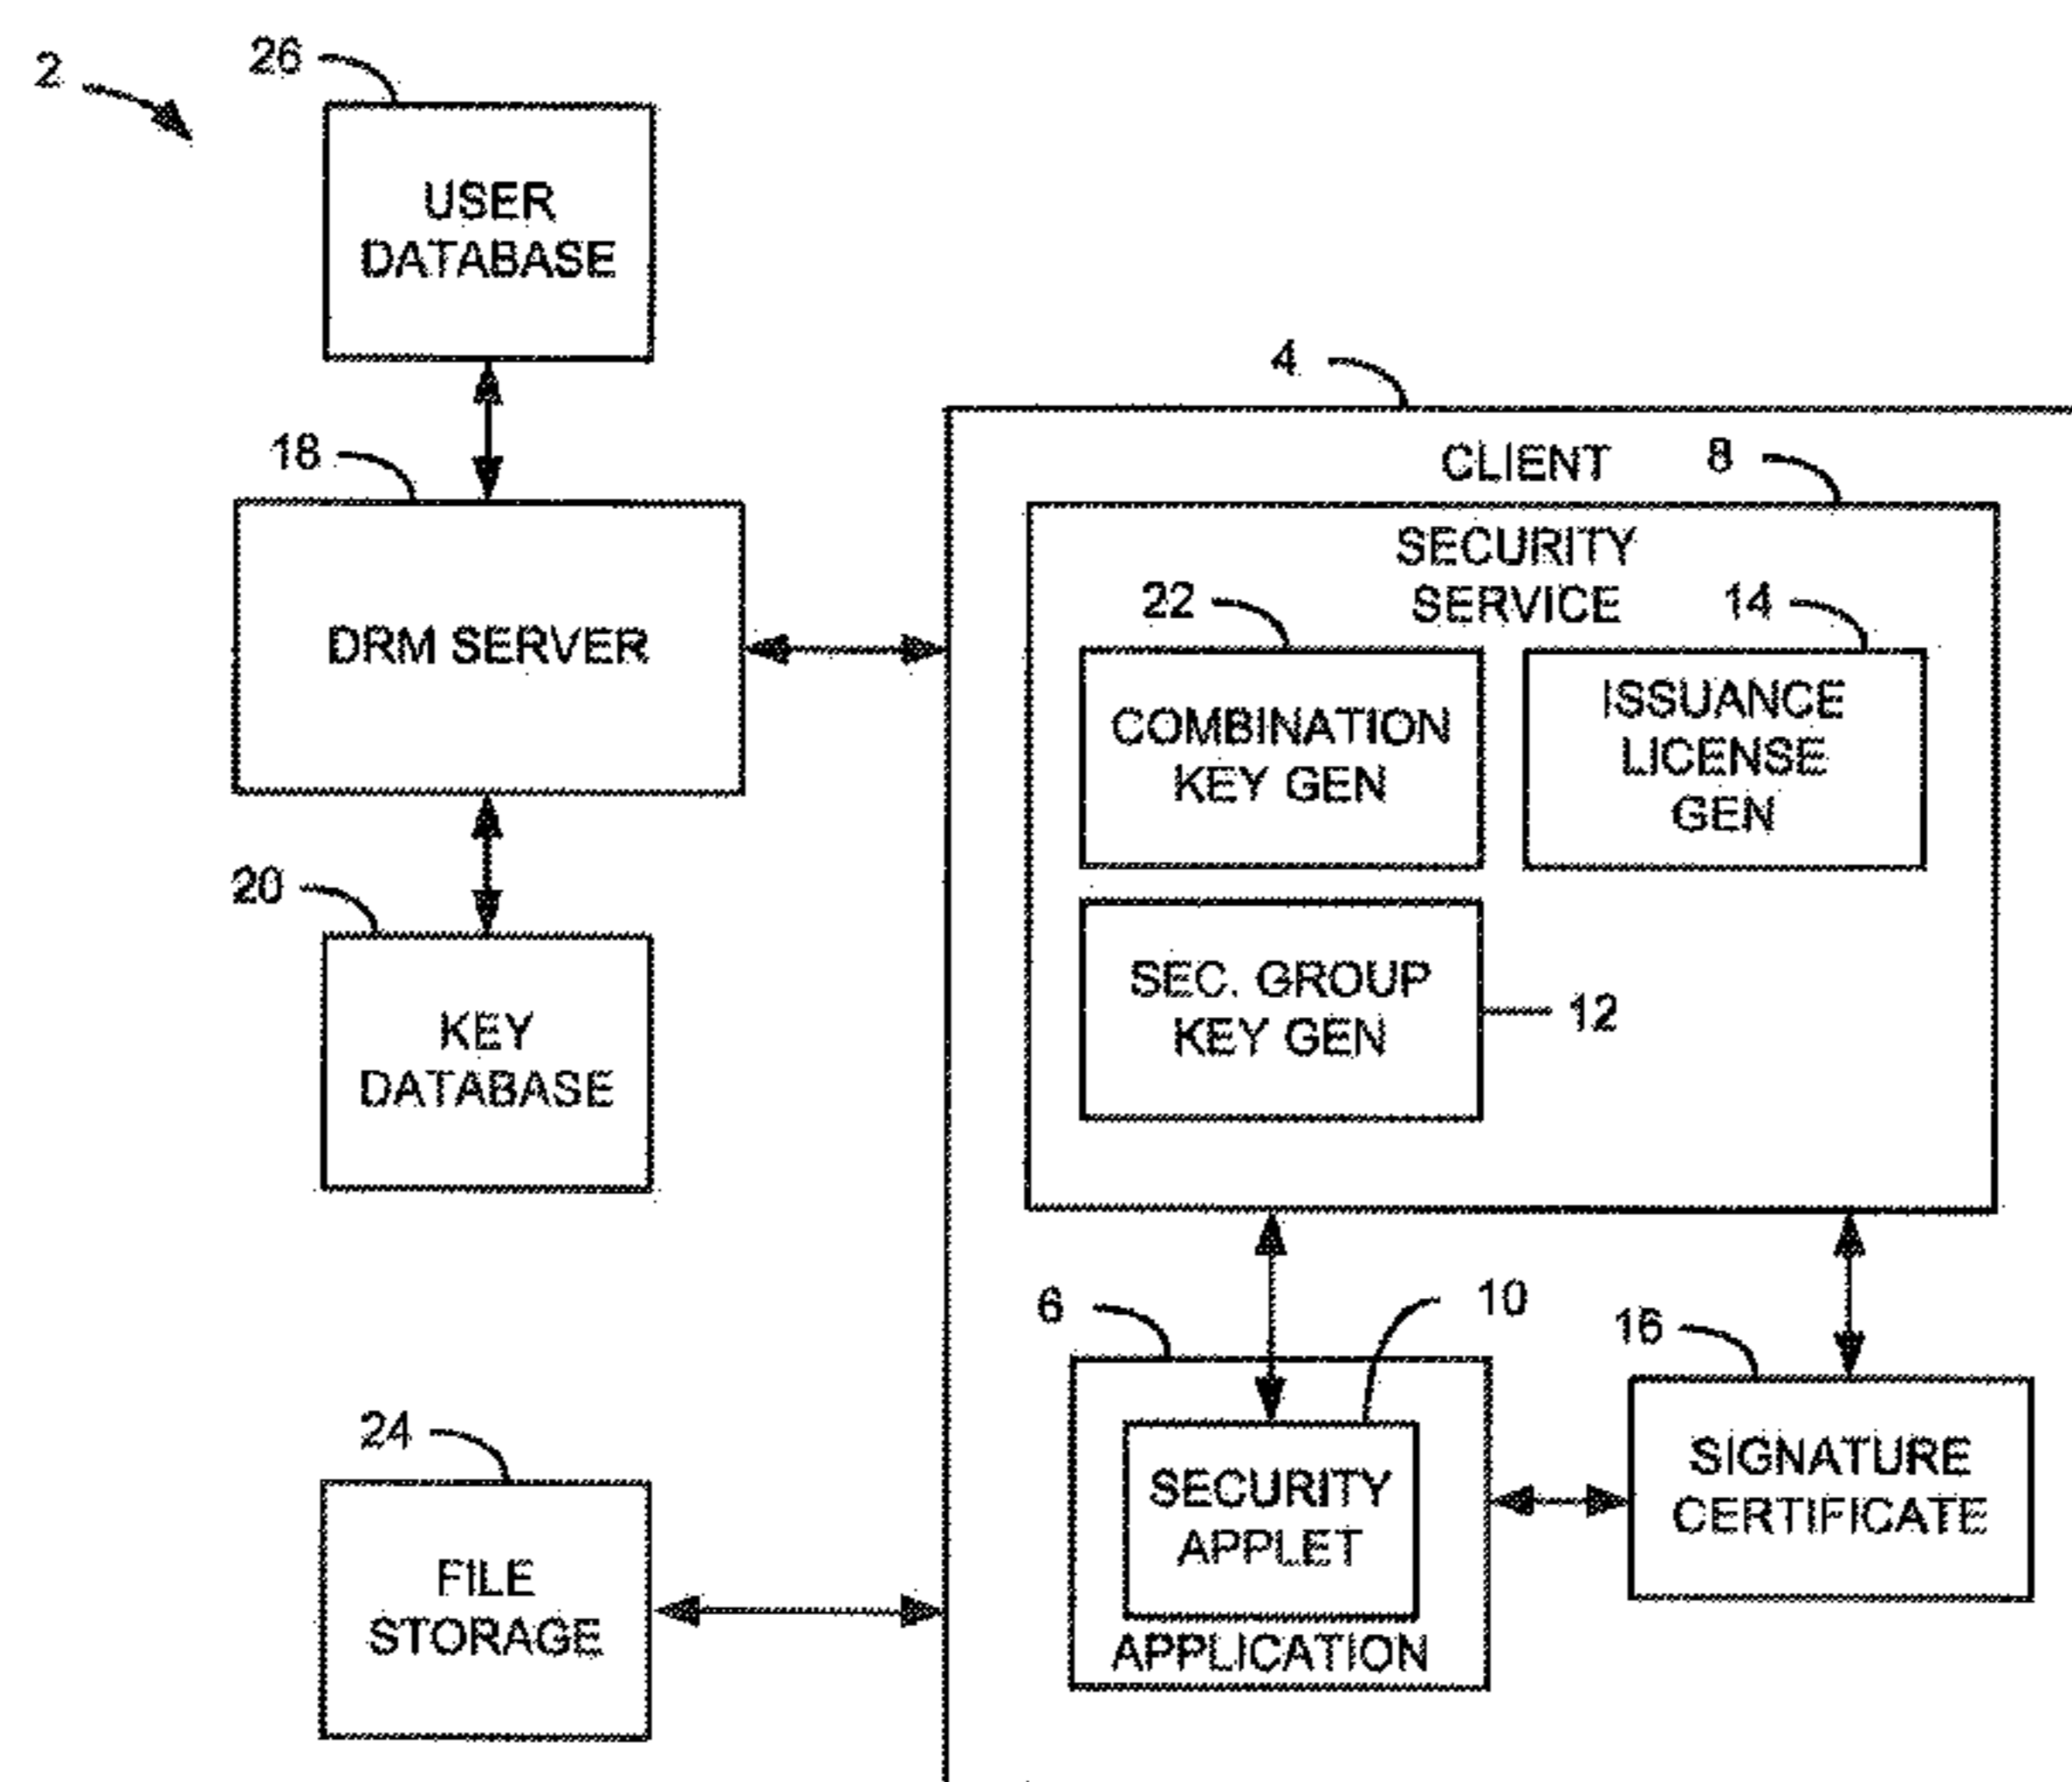 2
26
USER
DATABASE
18
DRM SERVER
20
KEY
DATABASE
24
FILE
STORAGE
4
CLIENT
8
SECURITY
SERVICE
22
COMBINATION
KEY GEN
14
ISSUANCE
LICENSE
GEN
SEC. GROUP
KEY GEN
12
6
10
SECURITY
APPLET
APPLICATION
16
SIGNATURE
CERTIFICATE